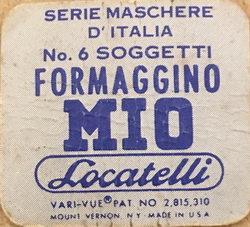 SERIE MASCHERE
D'ITALIA
No. 6 SOGGETTI
FORMAGGINO
MIO
Locatelli
VARI-VUE® PAT NO 2,815,310
MOUNT VERNON, N.Y. MADE IN U.S.A